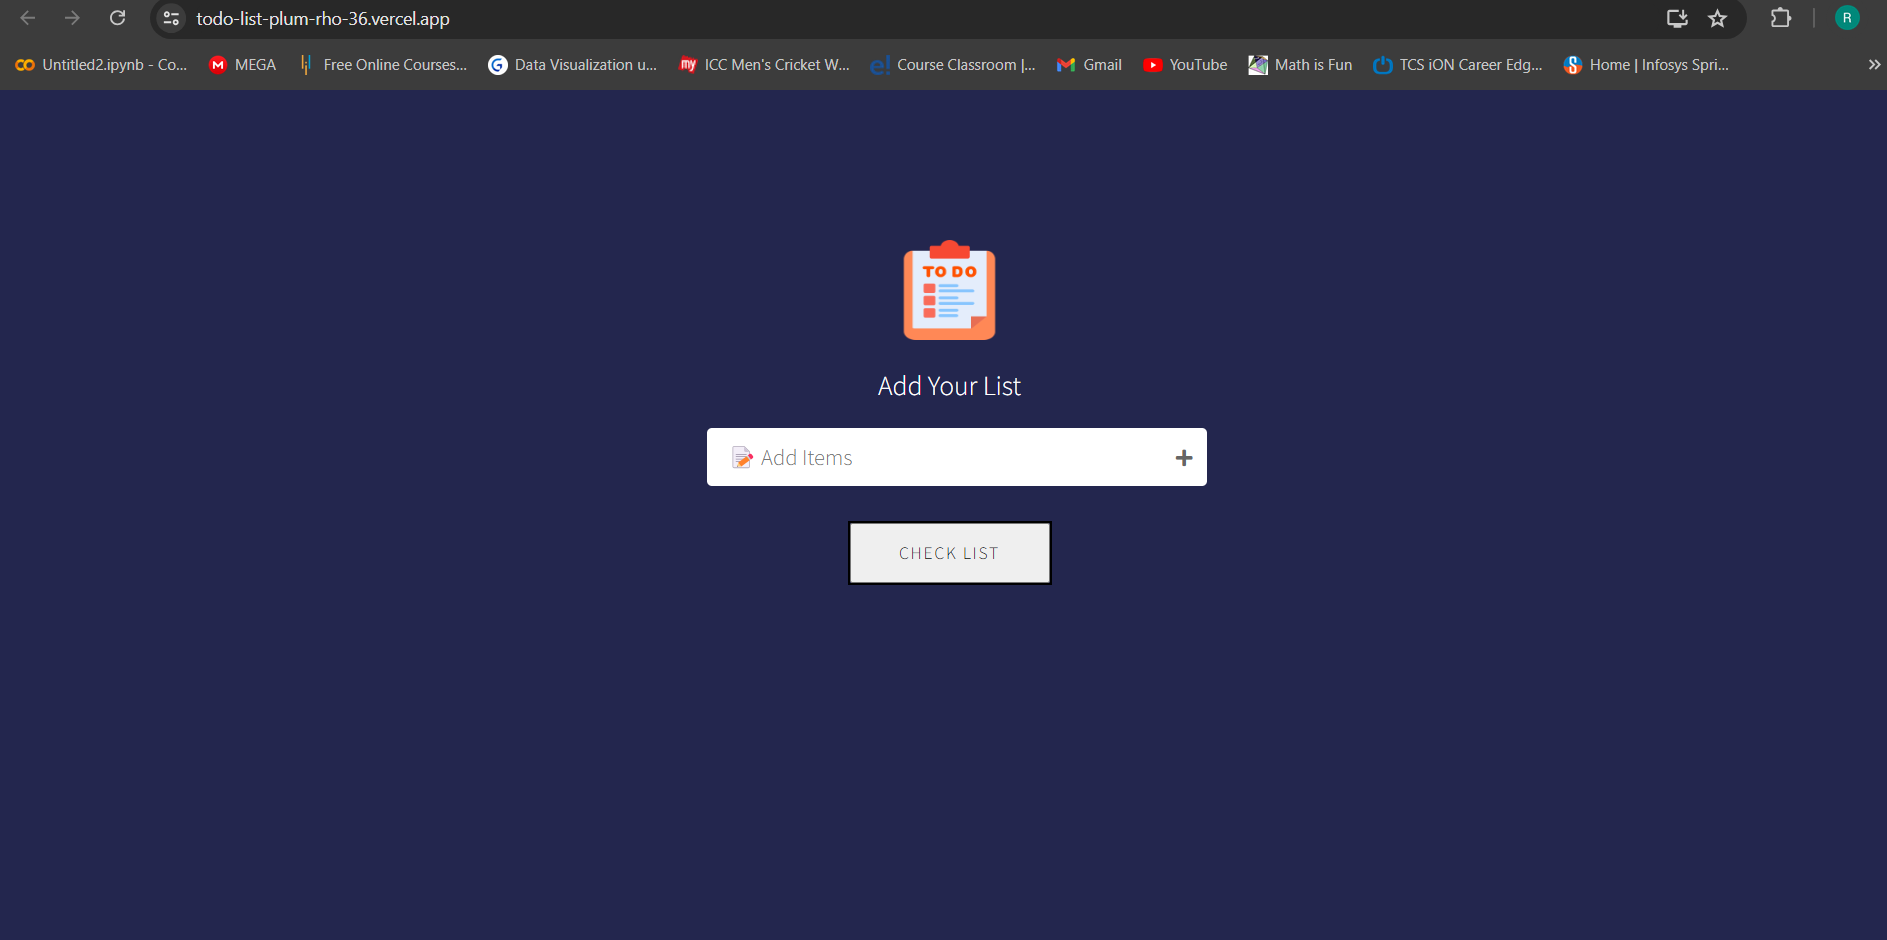 todo-list-plum-rho-36.vercel.app R
Untitled2.ipynb - Co... M MEGA Free Online Courses... G Data Visualization u... my ICC Men's Cricket W... e! Course Classroom |... Gmail YouTube Math is Fun TCS iON Career Edg... S Home | Infosys Spri... »
TO DO
Add Your List
📝 Add Items +
CHECK LIST